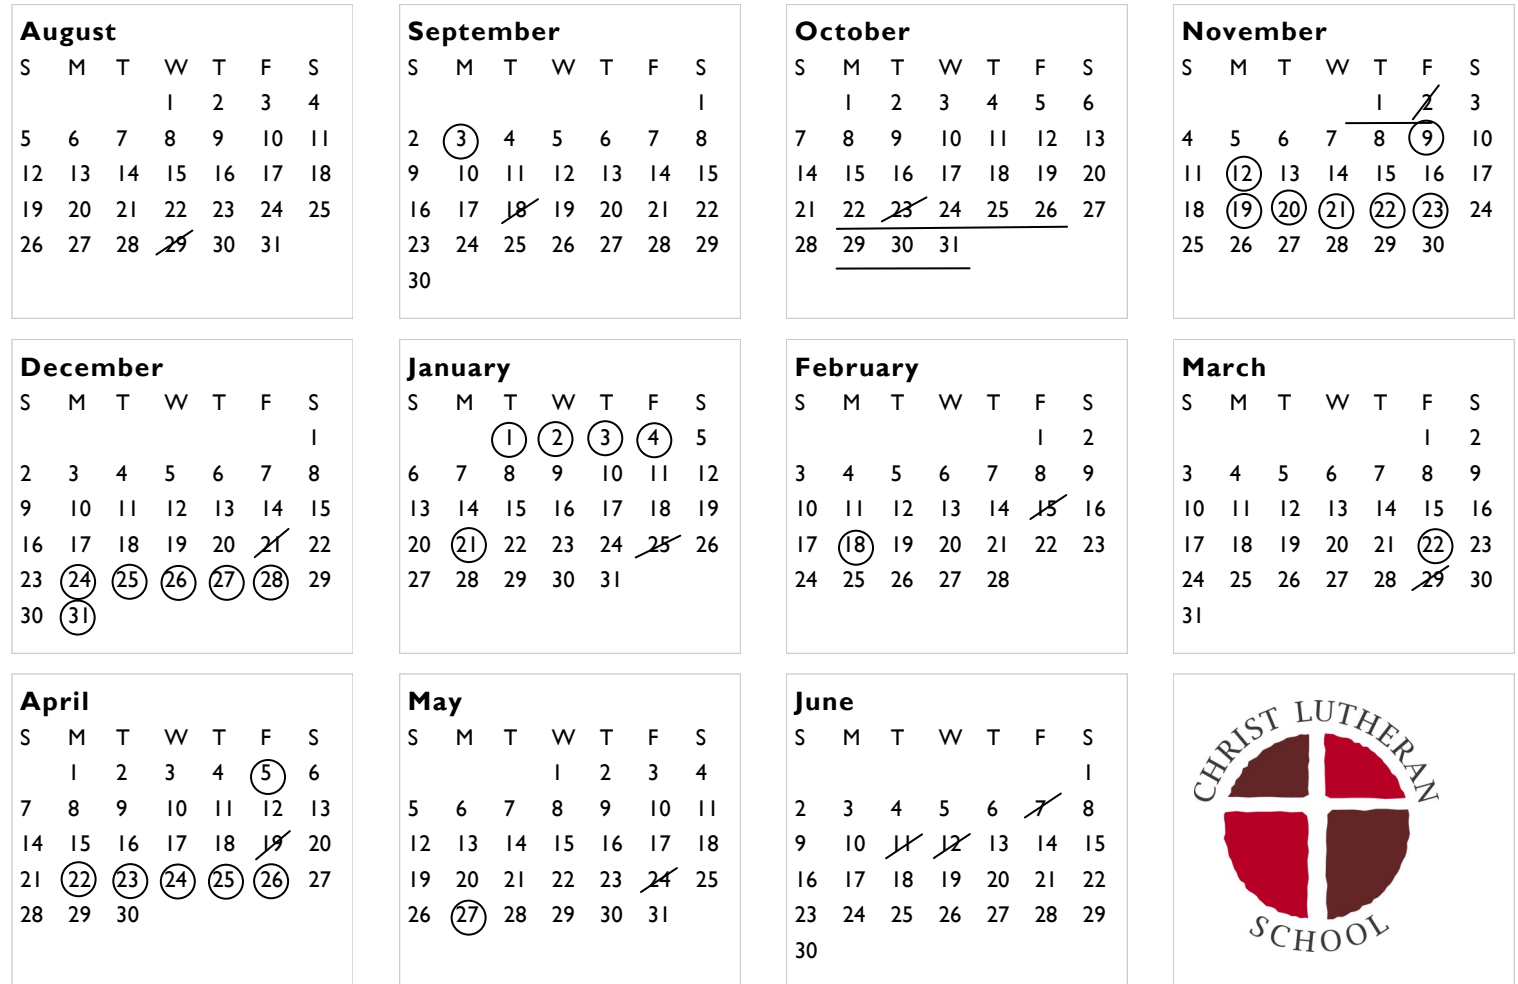 August
S M T W T F S
1 2 3 4
5 6 7 8 9 10 11
12 13 14 15 16 17 18
19 20 21 22 23 24 25
26 27 28 29 30 31
September
S M T W T F S
1
2 3 4 5 6 7 8
9 10 11 12 13 14 15
16 17 18 19 20 21 22
23 24 25 26 27 28 29
30
October
S M T W T F S
1 2 3 4 5 6
7 8 9 10 11 12 13
14 15 16 17 18 19 20
21 22 23 24 25 26 27
28 29 30 31
November
S M T W T F S
1 2 3
4 5 6 7 8 9 10
11 12 13 14 15 16 17
18 19 20 21 22 23 24
25 26 27 28 29 30
December
S M T W T F S
1
2 3 4 5 6 7 8
9 10 11 12 13 14 15
16 17 18 19 20 21 22
23 24 25 26 27 28 29
30 31
January
S M T W T F S
1 2 3 4 5
6 7 8 9 10 11 12
13 14 15 16 17 18 19
20 21 22 23 24 25 26
27 28 29 30 31
February
S M T W T F S
1 2
3 4 5 6 7 8 9
10 11 12 13 14 15 16
17 18 19 20 21 22 23
24 25 26 27 28
March
S M T W T F S
1 2
3 4 5 6 7 8 9
10 11 12 13 14 15 16
17 18 19 20 21 22 23
24 25 26 27 28 29 30
31
April
S M T W T F S
1 2 3 4 5 6
7 8 9 10 11 12 13
14 15 16 17 18 19 20
21 22 23 24 25 26 27
28 29 30
May
S M T W T F S
1 2 3 4
5 6 7 8 9 10 11
12 13 14 15 16 17 18
19 20 21 22 23 24 25
26 27 28 29 30 31
June
S M T W T F S
1
2 3 4 5 6 7 8
9 10 11 12 13 14 15
16 17 18 19 20 21 22
23 24 25 26 27 28 29
30
CHRIST LUTHERAN
SCHOOL